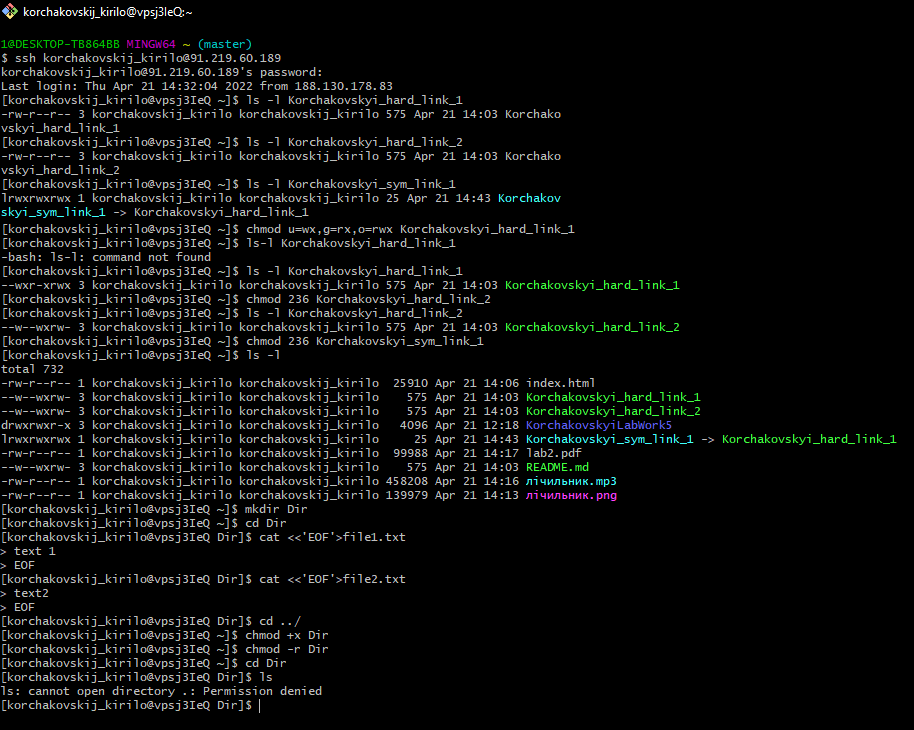 korchakovskij_kirilo@vpsj3IeQ:~
1@DESKTOP-TB864BB MINGW64 ~ (master)
$ ssh korchakovskij_kirilo@91.219.60.189
korchakovskij_kirilo@91.219.60.189's password:
Last login: Thu Apr 21 14:32:04 2022 from 188.130.178.83
[korchakovskij_kirilo@vpsj3IeQ ~]$ ls -l Korchakovskyi_hard_link_1
-rw-r--r-- 3 korchakovskij_kirilo korchakovskij_kirilo 575 Apr 21 14:03 Korchako
vskyi_hard_link_1
[korchakovskij_kirilo@vpsj3IeQ ~]$ ls -l Korchakovskyi_hard_link_2
-rw-r--r-- 3 korchakovskij_kirilo korchakovskij_kirilo 575 Apr 21 14:03 Korchako
vskyi_hard_link_2
[korchakovskij_kirilo@vpsj3IeQ ~]$ ls -l Korchakovskyi_sym_link_1
lrwxrwxrwx 1 korchakovskij_kirilo korchakovskij_kirilo 25 Apr 21 14:43 Korchakov
skyi_sym_link_1 -> Korchakovskyi_hard_link_1
[korchakovskij_kirilo@vpsj3IeQ ~]$ chmod u=wx,g=rx,o=rwx Korchakovskyi_hard_link_1
[korchakovskij_kirilo@vpsj3IeQ ~]$ ls-l Korchakovskyi_hard_link_1
-bash: ls-l: command not found
[korchakovskij_kirilo@vpsj3IeQ ~]$ ls -l Korchakovskyi_hard_link_1
--wxr-xrwx 3 korchakovskij_kirilo korchakovskij_kirilo 575 Apr 21 14:03 Korchakovskyi_hard_link_1
[korchakovskij_kirilo@vpsj3IeQ ~]$ chmod 236 Korchakovskyi_hard_link_2
[korchakovskij_kirilo@vpsj3IeQ ~]$ ls -l Korchakovskyi_hard_link_2
--w--wxrw- 3 korchakovskij_kirilo korchakovskij_kirilo 575 Apr 21 14:03 Korchakovskyi_hard_link_2
[korchakovskij_kirilo@vpsj3IeQ ~]$ chmod 236 Korchakovskyi_sym_link_1
[korchakovskij_kirilo@vpsj3IeQ ~]$ ls -l
total 732
-rw-r--r-- 1 korchakovskij_kirilo korchakovskij_kirilo  25910 Apr 21 14:06 index.html
--w--wxrw- 3 korchakovskij_kirilo korchakovskij_kirilo    575 Apr 21 14:03 Korchakovskyi_hard_link_1
--w--wxrw- 3 korchakovskij_kirilo korchakovskij_kirilo    575 Apr 21 14:03 Korchakovskyi_hard_link_2
drwxrwxr-x 3 korchakovskij_kirilo korchakovskij_kirilo   4096 Apr 21 12:18 KorchakovskyiLabWork5
lrwxrwxrwx 1 korchakovskij_kirilo korchakovskij_kirilo     25 Apr 21 14:43 Korchakovskyi_sym_link_1 -> Korchakovskyi_hard_link_1
-rw-r--r-- 1 korchakovskij_kirilo korchakovskij_kirilo  99988 Apr 21 14:17 lab2.pdf
--w--wxrw- 3 korchakovskij_kirilo korchakovskij_kirilo    575 Apr 21 14:03 README.md
-rw-r--r-- 1 korchakovskij_kirilo korchakovskij_kirilo 458208 Apr 21 14:16 лічильник.mp3
-rw-r--r-- 1 korchakovskij_kirilo korchakovskij_kirilo 139979 Apr 21 14:13 лічильник.png
[korchakovskij_kirilo@vpsj3IeQ ~]$ mkdir Dir
[korchakovskij_kirilo@vpsj3IeQ ~]$ cd Dir
[korchakovskij_kirilo@vpsj3IeQ Dir]$ cat <<'EOF'>file1.txt
> text 1
> EOF
[korchakovskij_kirilo@vpsj3IeQ Dir]$ cat <<'EOF'>file2.txt
> text2
> EOF
[korchakovskij_kirilo@vpsj3IeQ Dir]$ cd ../
[korchakovskij_kirilo@vpsj3IeQ ~]$ chmod +x Dir
[korchakovskij_kirilo@vpsj3IeQ ~]$ chmod -r Dir
[korchakovskij_kirilo@vpsj3IeQ ~]$ cd Dir
[korchakovskij_kirilo@vpsj3IeQ Dir]$ ls
ls: cannot open directory .: Permission denied
[korchakovskij_kirilo@vpsj3IeQ Dir]$